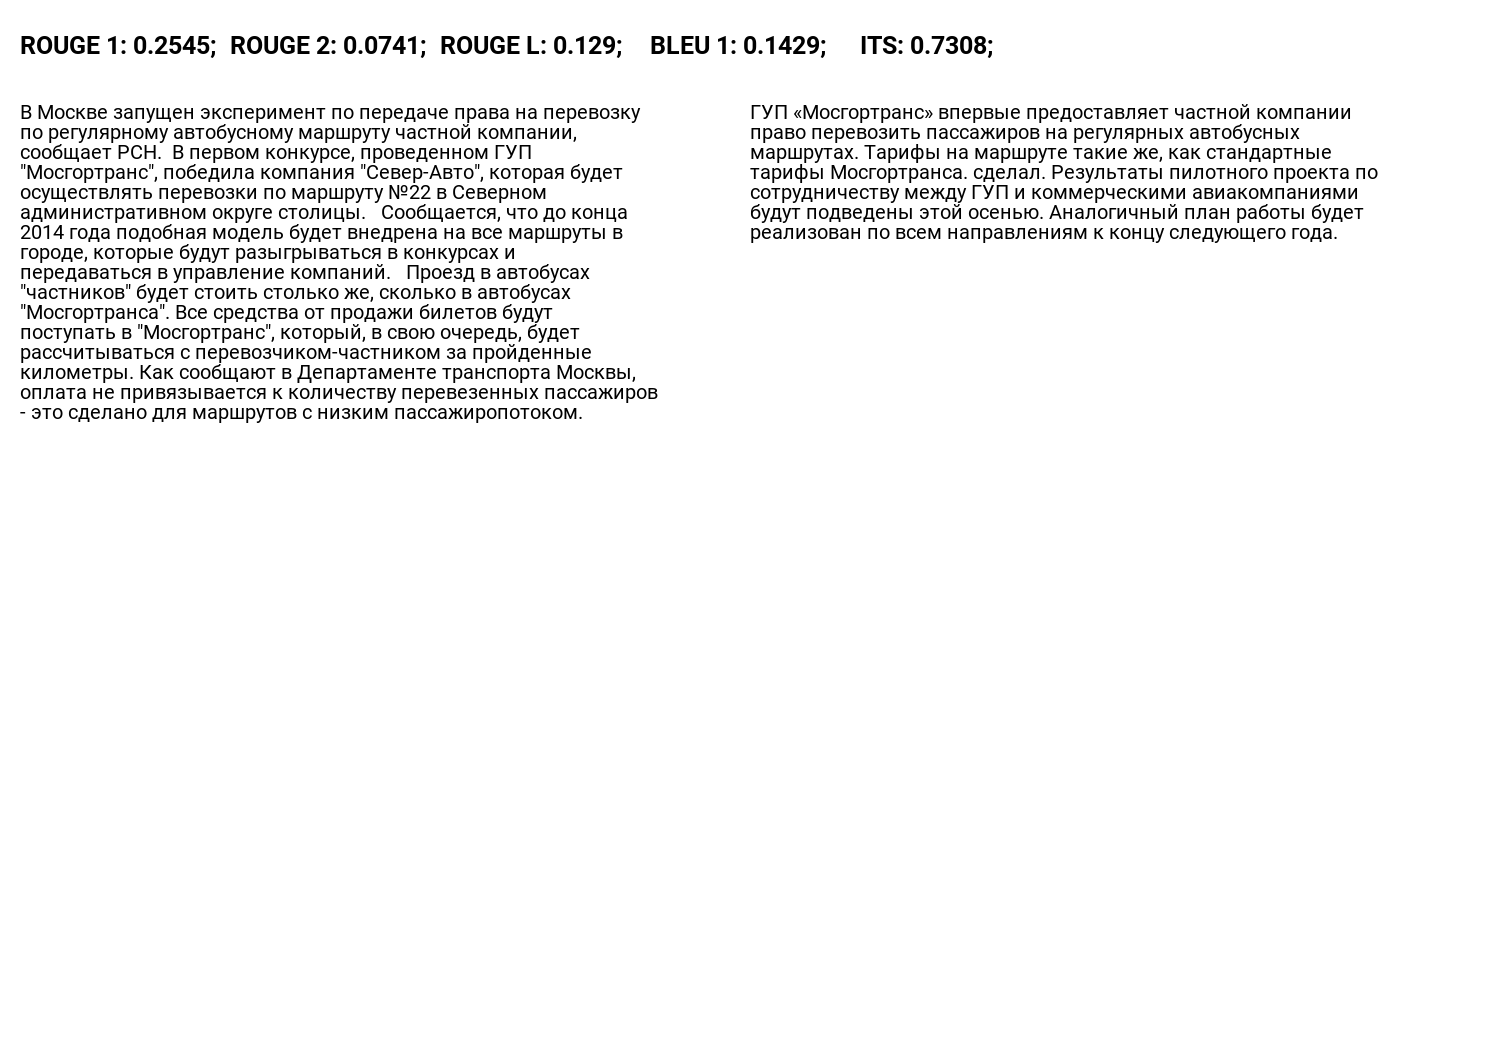 ROUGE 1: 0.2545;  ROUGE 2: 0.0741;  ROUGE L: 0.129;    BLEU 1: 0.1429;     ITS: 0.7308;
В Москве запущен эксперимент по передаче права на перевозку
по регулярному автобусному маршруту частной компании,
сообщает РСН.  В первом конкурсе, проведенном ГУП
"Мосгортранс", победила компания "Север-Авто", которая будет
осуществлять перевозки по маршруту №22 в Северном
административном округе столицы.   Сообщается, что до конца
2014 года подобная модель будет внедрена на все маршруты в
городе, которые будут разыгрываться в конкурсах и
передаваться в управление компаний.   Проезд в автобусах
"частников" будет стоить столько же, сколько в автобусах
"Мосгортранса". Все средства от продажи билетов будут
поступать в "Мосгортранс", который, в свою очередь, будет
рассчитываться с перевозчиком-частником за пройденные
километры. Как сообщают в Департаменте транспорта Москвы,
оплата не привязывается к количеству перевезенных пассажиров
- это сделано для маршрутов с низким пассажиропотоком.
ГУП «Мосгортранс» впервые предоставляет частной компании
право перевозить пассажиров на регулярных автобусных
маршрутах. Тарифы на маршруте такие же, как стандартные
тарифы Мосгортранса. сделал. Результаты пилотного проекта по
сотрудничеству между ГУП и коммерческими авиакомпаниями
будут подведены этой осенью. Аналогичный план работы будет
реализован по всем направлениям к концу следующего года.